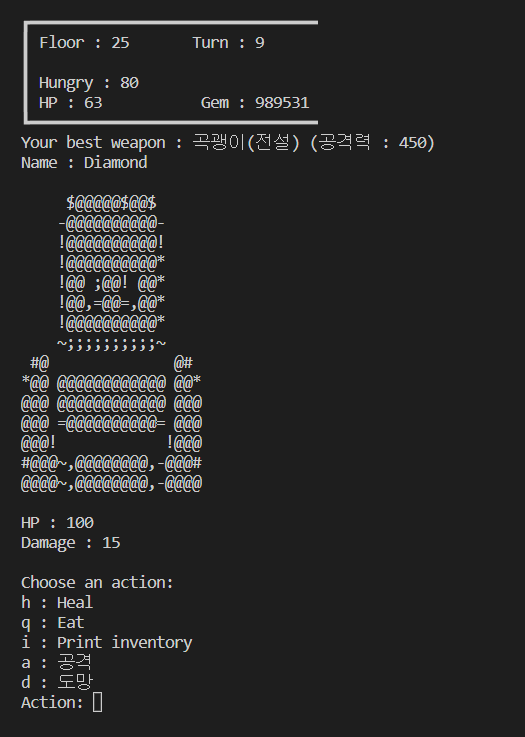 Floor : 25       Turn : 9
Hungry : 80
HP : 63           Gem : 989531
Your best weapon : 곡괭이(전설) (공격력 : 450)
Name : Diamond
     $@@@@@$@@$
    -@@@@@@@@@@-
    !@@@@@@@@@@!
    !@@@@@@@@@@*
    !@@ ;@@! @@*
    !@@,=@@=,@@*
    !@@@@@@@@@@*
    ~;;;;;;;;;;~
 #@              @#
*@@ @@@@@@@@@@@@ @@*
@@@ @@@@@@@@@@@@ @@@
@@@ =@@@@@@@@@@= @@@
@@@!            !@@@
#@@@~,@@@@@@@@,-@@@#
@@@@~,@@@@@@@@,-@@@@
HP : 100
Damage : 15
Choose an action:
h : Heal
q : Eat
i : Print inventory
a : 공격
d : 도망
Action: